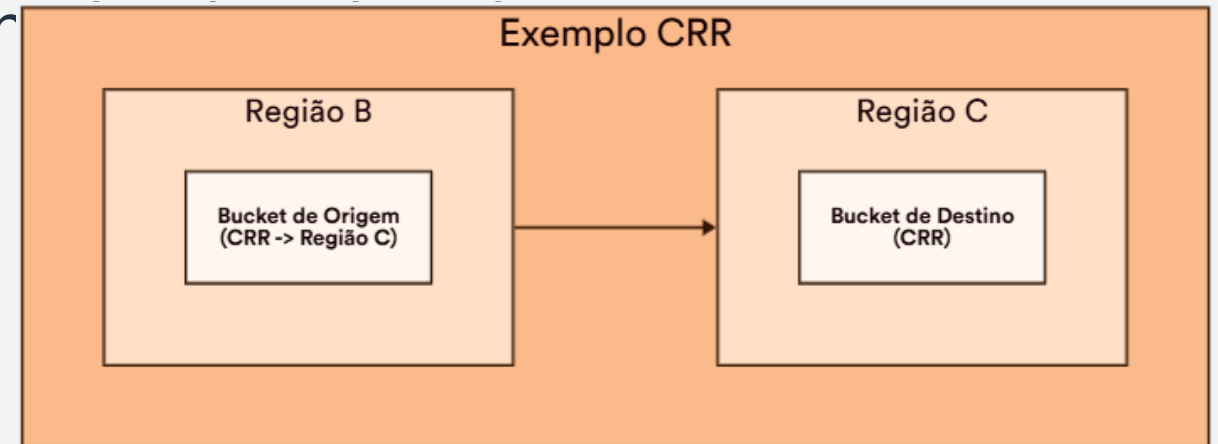 Exemplo CRR
Região B
Região C
Bucket de Origem
(CRR -> Região C)
Bucket de Destino
(CRR)